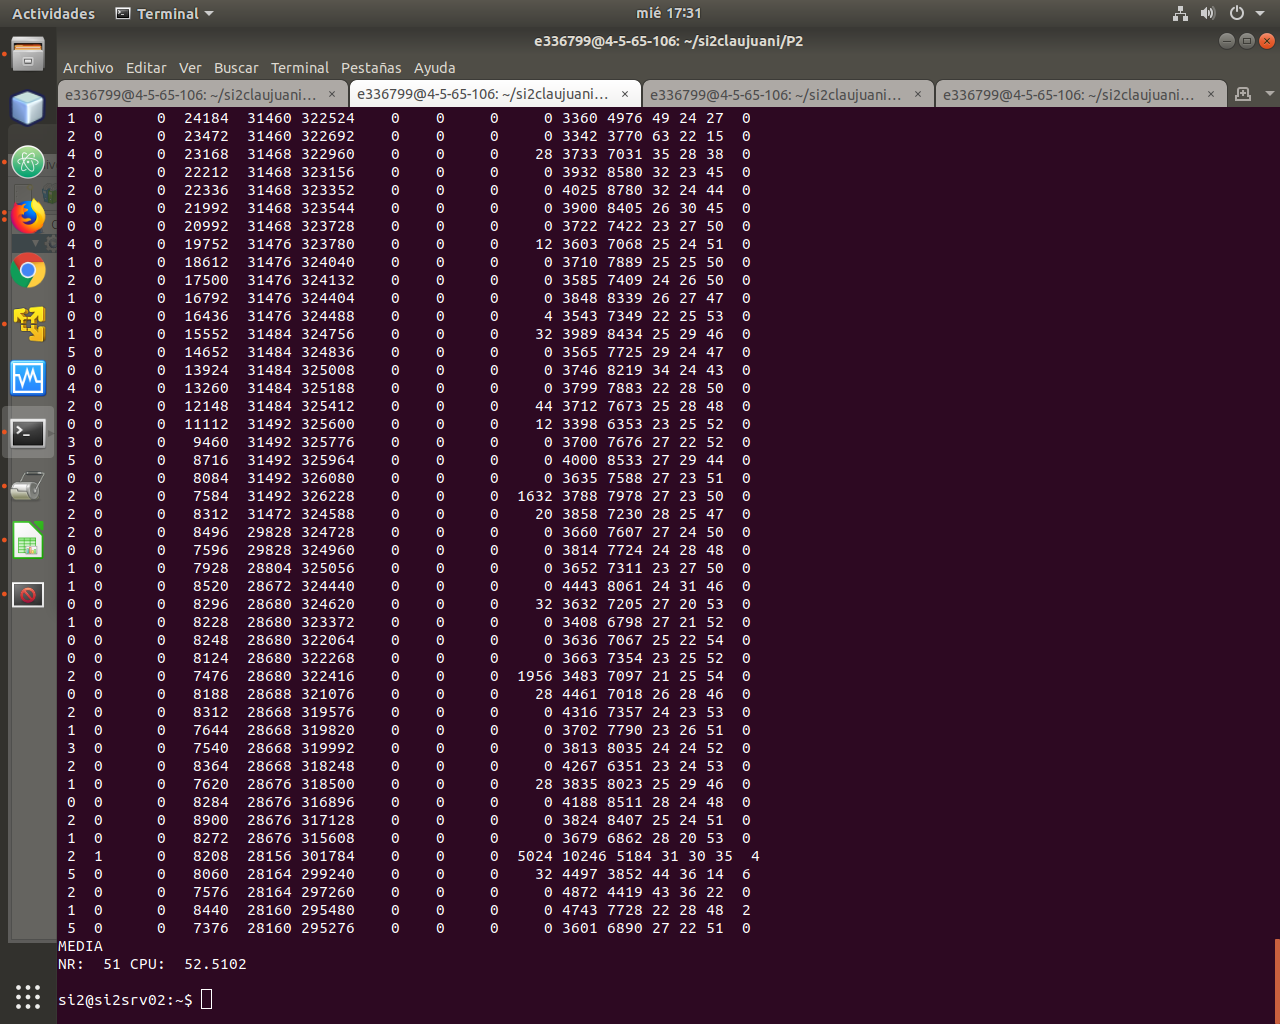 Actividades Terminal mié 17:31
e336799@4-5-65-106: ~/si2claujuani/P2
Archivo Editar Ver Buscar Terminal Pestañas Ayuda
e336799@4-5-65-106: ~/si2claujuani... × e336799@4-5-65-106: ~/si2claujuani... × e336799@4-5-65-106: ~/si2claujuani... × e336799@4-5-65-106: ~/si2claujuani... ×
1 0 0 24184 31460 322524 0 0 0 0 3360 4976 49 24 27 0
2 0 0 23472 31460 322692 0 0 0 0 3342 3770 63 22 15 0
4 0 0 23168 31468 322960 0 0 0 28 3733 7031 35 28 38 0
2 0 0 22212 31468 323156 0 0 0 0 3932 8580 32 23 45 0
2 0 0 22336 31468 323352 0 0 0 0 4025 8780 32 24 44 0
0 0 0 21992 31468 323544 0 0 0 0 3900 8405 26 30 45 0
0 0 0 20992 31468 323728 0 0 0 0 3722 7422 23 27 50 0
4 0 0 19752 31476 323780 0 0 0 12 3603 7068 25 24 51 0
1 0 0 18612 31476 324040 0 0 0 0 3710 7889 25 25 50 0
2 0 0 17500 31476 324132 0 0 0 0 3585 7409 24 26 50 0
1 0 0 16792 31476 324404 0 0 0 0 3848 8339 26 27 47 0
0 0 0 16436 31476 324488 0 0 0 4 3543 7349 22 25 53 0
1 0 0 15552 31484 324756 0 0 0 32 3989 8434 25 29 46 0
5 0 0 14652 31484 324836 0 0 0 0 3565 7725 29 24 47 0
0 0 0 13924 31484 325008 0 0 0 0 3746 8219 34 24 43 0
4 0 0 13260 31484 325188 0 0 0 0 3799 7883 22 28 50 0
2 0 0 12148 31484 325412 0 0 0 44 3712 7673 25 28 48 0
0 0 0 11112 31492 325600 0 0 0 12 3398 6353 23 25 52 0
3 0 0 9460 31492 325776 0 0 0 0 3700 7676 27 22 52 0
5 0 0 8716 31492 325964 0 0 0 0 4000 8533 27 29 44 0
0 0 0 8084 31492 326080 0 0 0 0 3635 7588 27 23 51 0
2 0 0 7584 31492 326228 0 0 0 1632 3788 7978 27 23 50 0
2 0 0 8312 31472 324588 0 0 0 20 3858 7230 28 25 47 0
2 0 0 8496 29828 324728 0 0 0 0 3660 7607 27 24 50 0
0 0 0 7596 29828 324960 0 0 0 0 3814 7724 24 28 48 0
1 0 0 7928 28804 325056 0 0 0 0 3652 7311 23 27 50 0
1 0 0 8520 28672 324440 0 0 0 0 4443 8061 24 31 46 0
0 0 0 8296 28680 324620 0 0 0 32 3632 7205 27 20 53 0
1 0 0 8228 28680 323372 0 0 0 0 3408 6798 27 21 52 0
0 0 0 8248 28680 322064 0 0 0 0 3636 7067 25 22 54 0
0 0 0 8124 28680 322268 0 0 0 0 3663 7354 23 25 52 0
2 0 0 7476 28680 322416 0 0 0 1956 3483 7097 21 25 54 0
0 0 0 8188 28688 321076 0 0 0 28 4461 7018 26 28 46 0
2 0 0 8312 28668 319576 0 0 0 0 4316 7357 24 23 53 0
1 0 0 7644 28668 319820 0 0 0 0 3702 7790 23 26 51 0
3 0 0 7540 28668 319992 0 0 0 0 3813 8035 24 24 52 0
2 0 0 8364 28668 318248 0 0 0 0 4267 6351 23 24 53 0
1 0 0 7620 28676 318500 0 0 0 28 3835 8023 25 29 46 0
0 0 0 8284 28676 316896 0 0 0 0 4188 8511 28 24 48 0
2 0 0 8900 28676 317128 0 0 0 0 3824 8407 25 24 51 0
1 0 0 8272 28676 315608 0 0 0 0 3679 6862 28 20 53 0
2 1 0 8208 28156 301784 0 0 0 5024 10246 5184 31 30 35 4
5 0 0 8060 28164 299240 0 0 0 32 4497 3852 44 36 14 6
2 0 0 7576 28164 297260 0 0 0 0 4872 4419 43 36 22 0
1 0 0 8440 28160 295480 0 0 0 0 4743 7728 22 28 48 2
5 0 0 7376 28160 295276 0 0 0 0 3601 6890 27 22 51 0
MEDIA
NR: 51 CPU: 52.5102
si2@si2srv02:~$